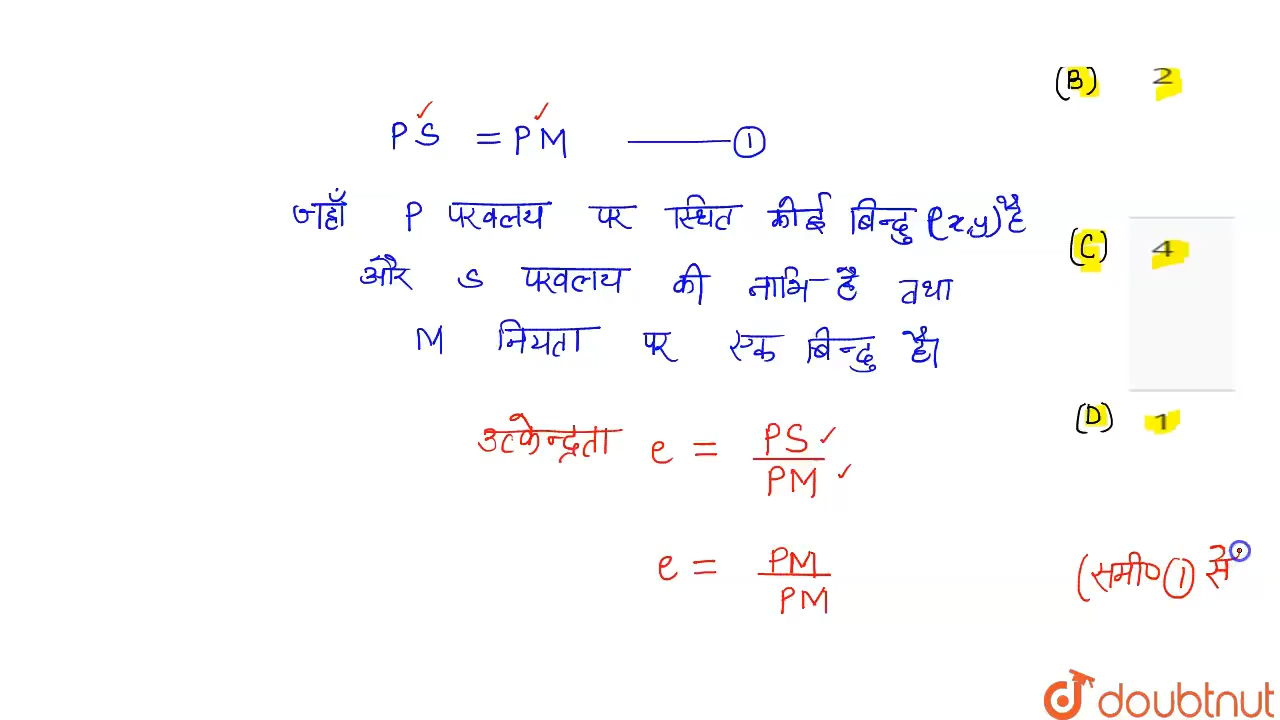 (B) 2
PS = PM ——— ①
जहाँ P परवलय पर स्थित कोई बिन्दु P(x,y) है
(C) 4
और S परवलय की नाभि है तथा
M नियता पर एक बिन्दु है।
(D) 1
उत्केन्द्रता e = PS/PM
e = PM/PM (समी० ① से
doubtnut